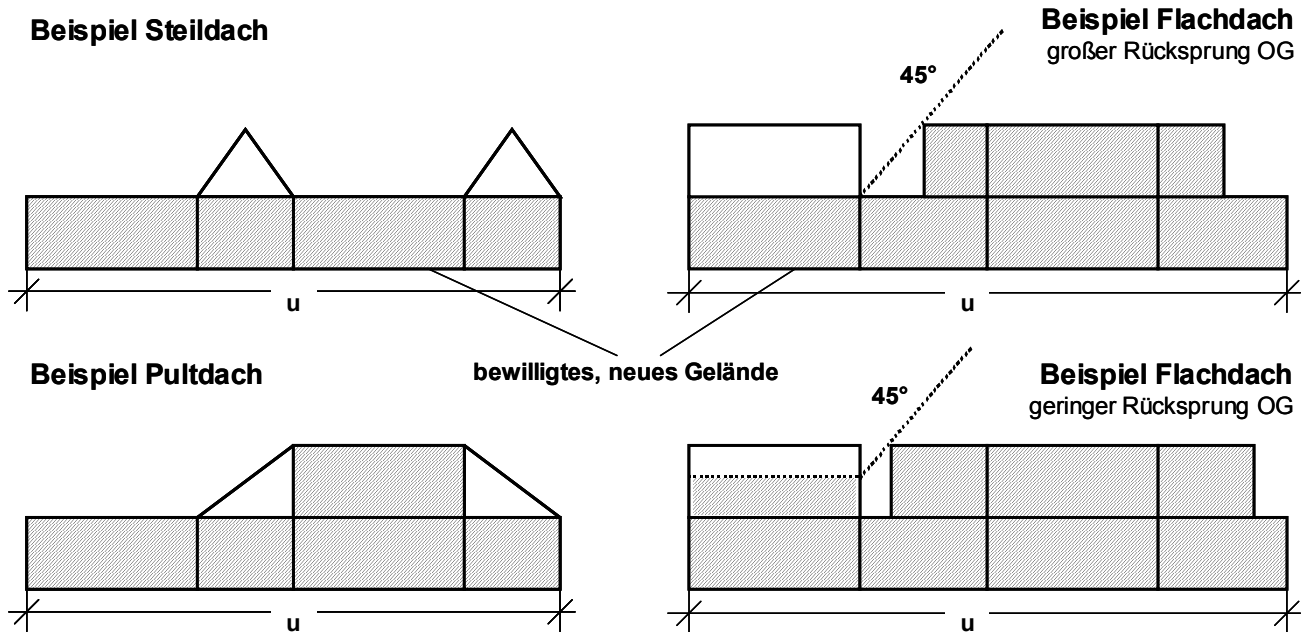 Beispiel Steildach
Beispiel Flachdach
großer Rücksprung OG
45°
u
u
bewilligtes, neues Gelände
Beispiel Pultdach
Beispiel Flachdach
geringer Rücksprung OG
45°
u
u